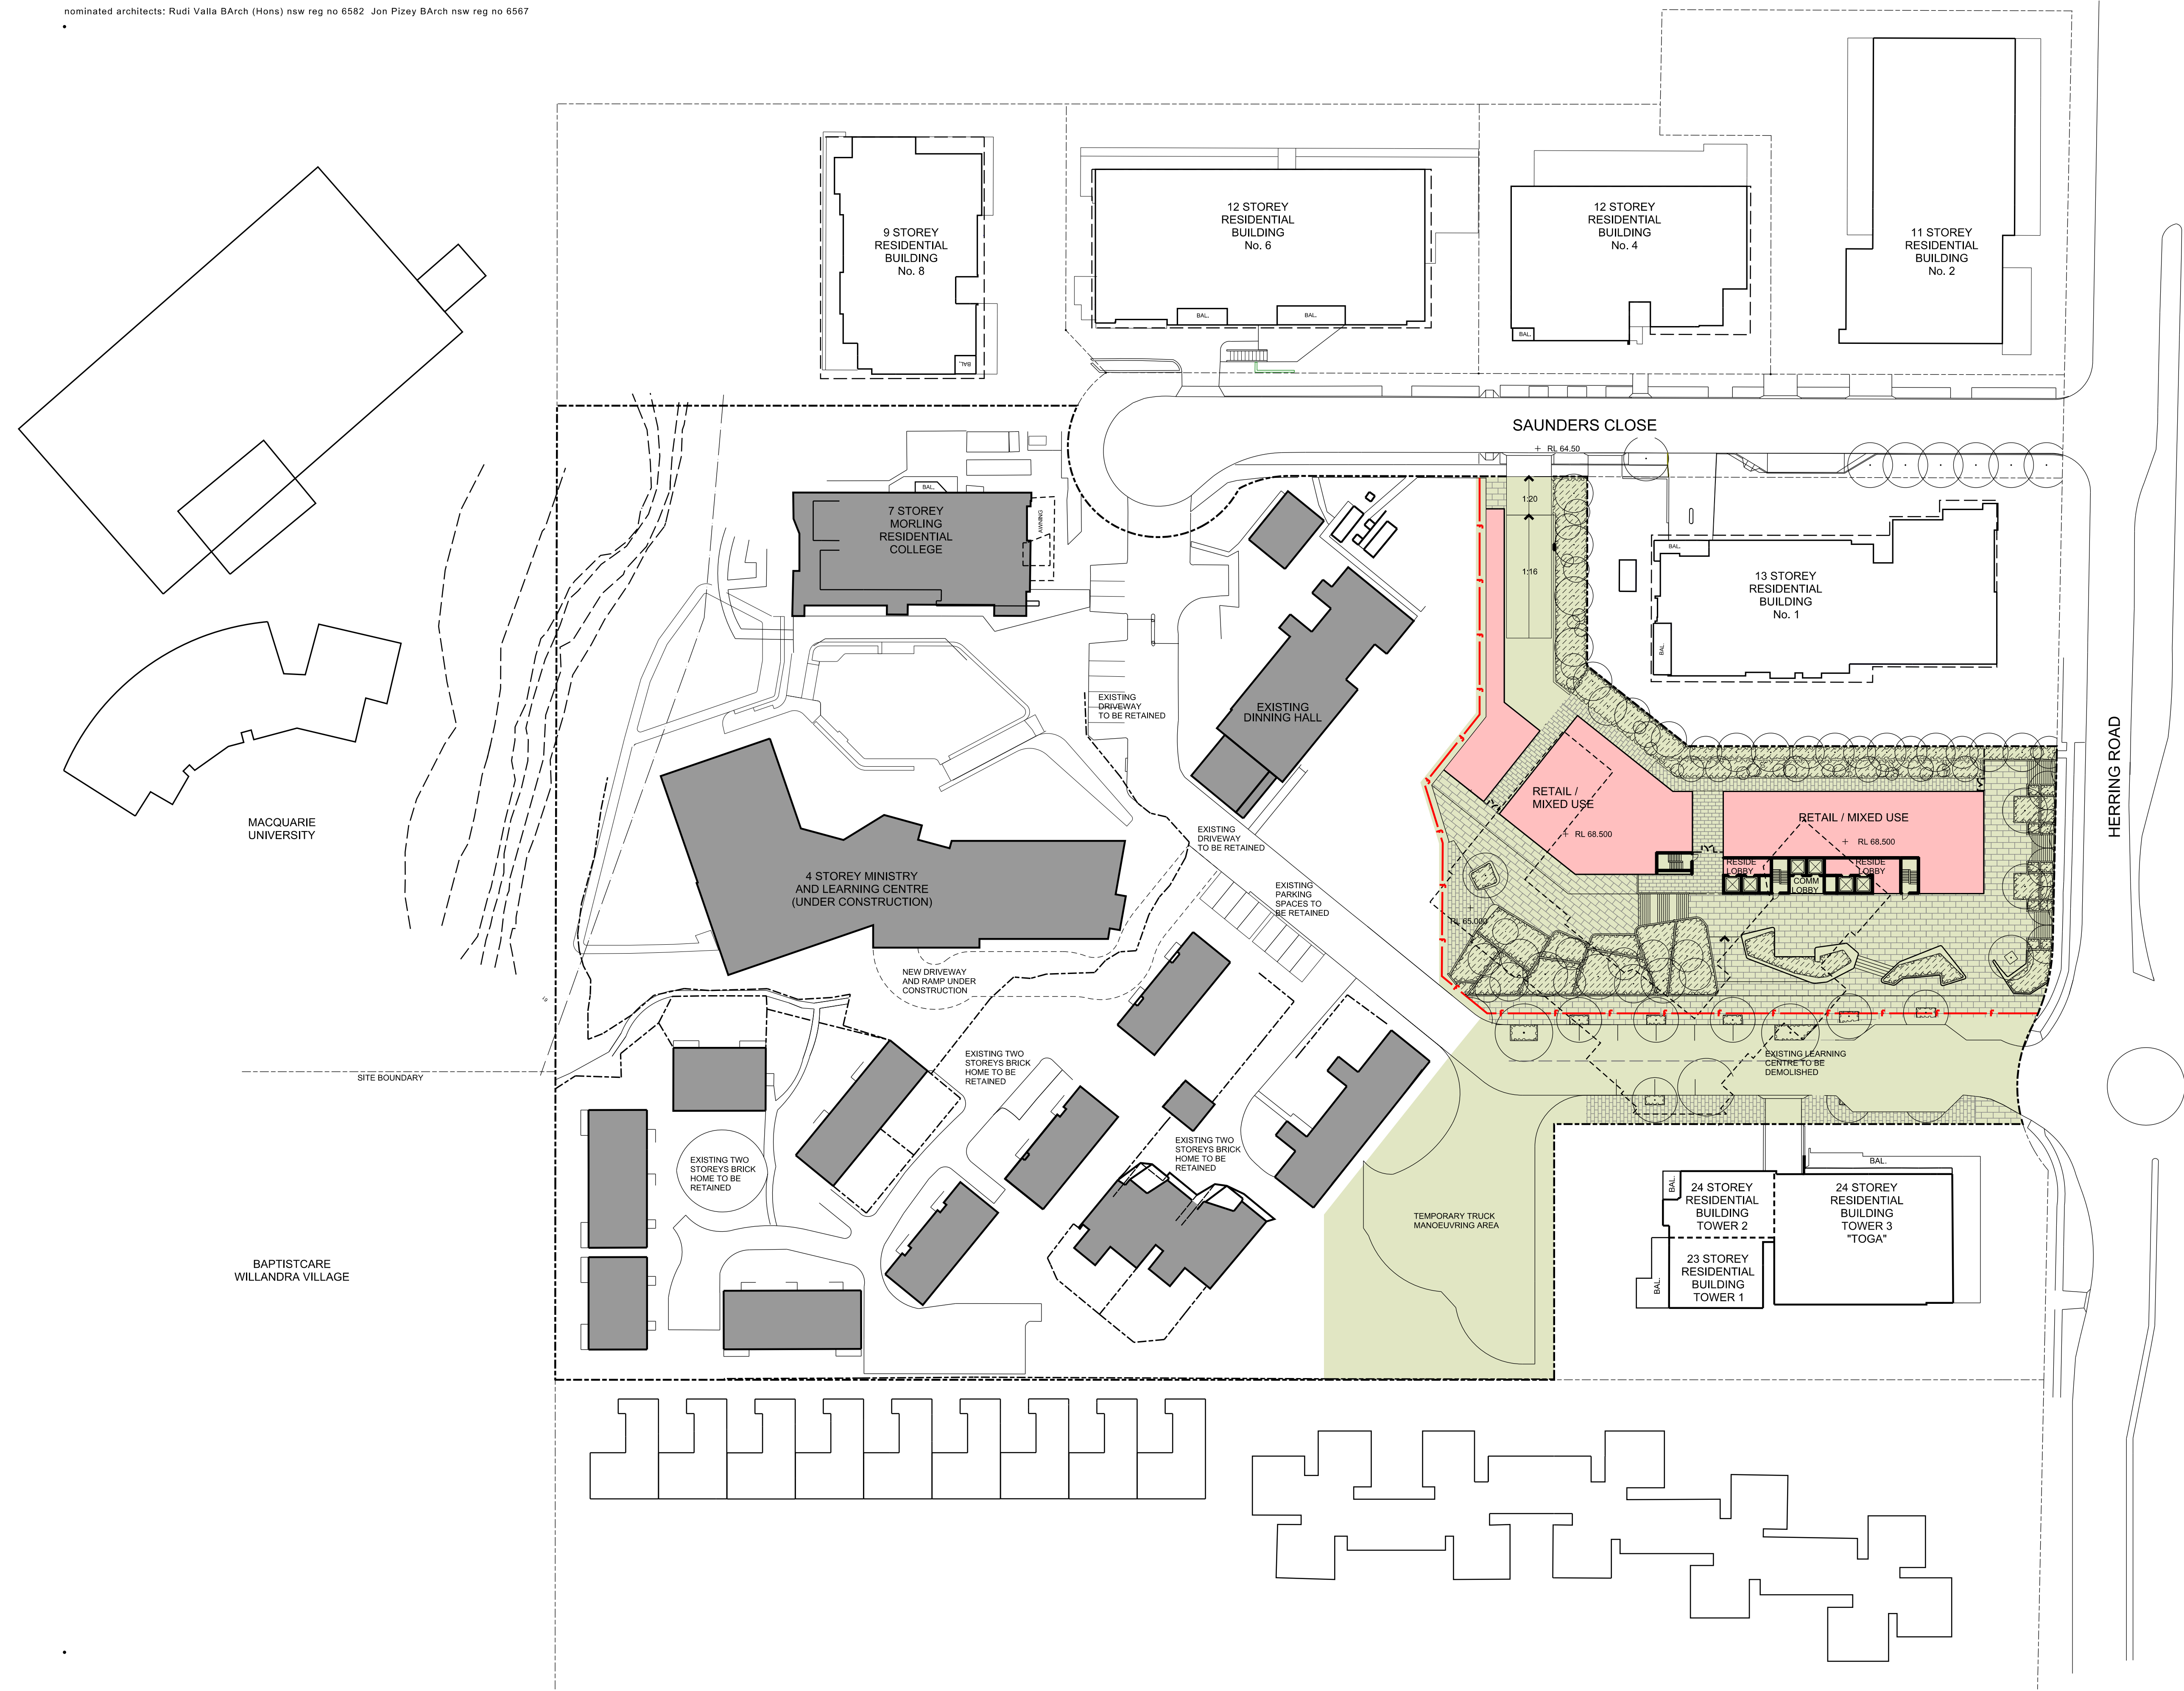 nominated architects: Rudi Valla BArch (Hons) nsw reg no 6582  Jon Pizey BArch nsw reg no 6567
9 STOREY
RESIDENTIAL
BUILDING
No. 8
BAL.
12 STOREY
RESIDENTIAL
BUILDING
No. 6
BAL.
BAL.
12 STOREY
RESIDENTIAL
BUILDING
No. 4
BAL.
11 STOREY
RESIDENTIAL
BUILDING
No. 2
SAUNDERS CLOSE
RL 64.50
1:20
1:16
BAL.
7 STOREY
MORLING
RESIDENTIAL
COLLEGE
AWNING
BAL.
13 STOREY
RESIDENTIAL
BUILDING
No. 1
BAL.
HERRING ROAD
EXISTING
DRIVEWAY
TO BE RETAINED
EXISTING
DINNING HALL
MACQUARIE
UNIVERSITY
RETAIL /
MIXED USE
RL 68.500
RETAIL / MIXED USE
RL 68.500
EXISTING
DRIVEWAY
TO BE RETAINED
RESIDE
LOBBY
COMM
LOBBY
RESIDE
LOBBY
4 STOREY MINISTRY
AND LEARNING CENTRE
(UNDER CONSTRUCTION)
EXISTING
PARKING
SPACES TO
BE RETAINED
RL 65.000
NEW DRIVEWAY
AND RAMP UNDER
CONSTRUCTION
19
EXISTING TWO
STOREYS BRICK
HOME TO BE
RETAINED
EXISTING LEARNING
CENTRE TO BE
DEMOLISHED
SITE BOUNDARY
EXISTING TWO
STOREYS BRICK
HOME TO BE
RETAINED
EXISTING TWO
STOREYS BRICK
HOME TO BE
RETAINED
BAL.
BAL.
24 STOREY
RESIDENTIAL
BUILDING
TOWER 2
24 STOREY
RESIDENTIAL
BUILDING
TOWER 3
"TOGA"
TEMPORARY TRUCK
MANOEUVRING AREA
23 STOREY
RESIDENTIAL
BUILDING
TOWER 1
BAL.
BAPTISTCARE
WILLANDRA VILLAGE